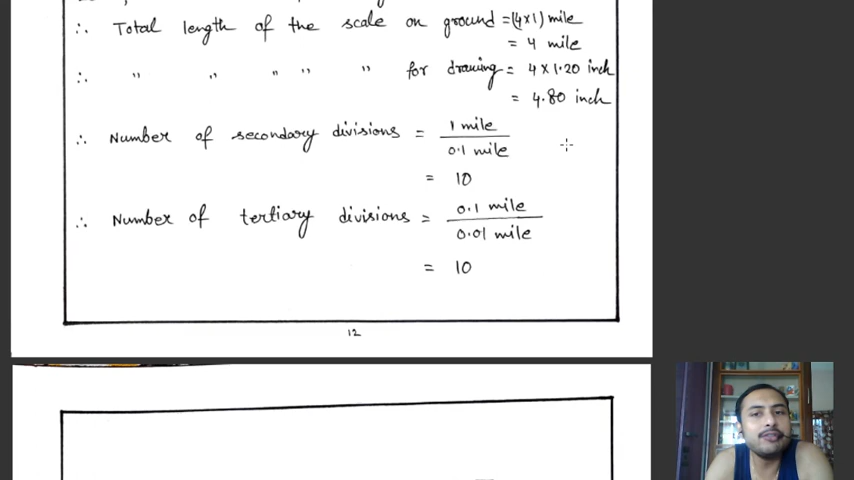 ∴ Total length of the scale on ground = (4×1) mile
= 4 mile
∴ " " " " " for drawing = 4 × 1.20 inch
= 4.80 inch
∴ Number of secondary divisions = 1 mile / 0.1 mile
= 10
∴ Number of tertiary divisions = 0.1 mile / 0.01 mile
= 10
12